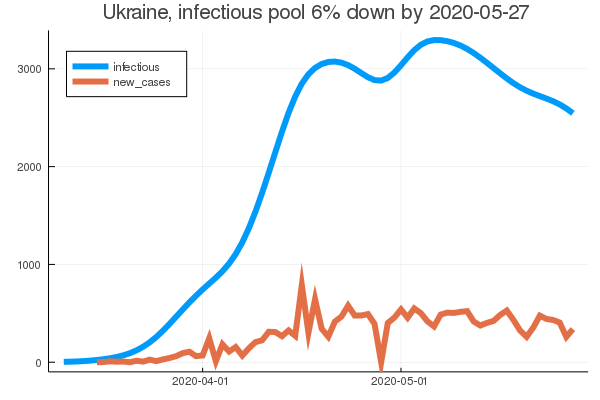 Ukraine, infectious pool 6% down by 2020-05-27
infectious
new_cases
3000
2000
1000
0
2020-04-01
2020-05-01